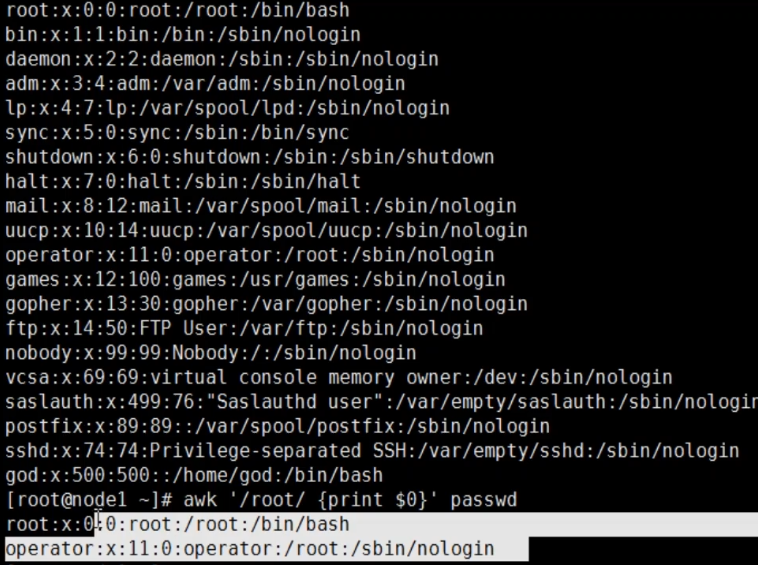 root:x:0:0:root:/root:/bin/bash
bin:x:1:1:bin:/bin:/sbin/nologin
daemon:x:2:2:daemon:/sbin:/sbin/nologin
adm:x:3:4:adm:/var/adm:/sbin/nologin
lp:x:4:7:lp:/var/spool/lpd:/sbin/nologin
sync:x:5:0:sync:/sbin:/bin/sync
shutdown:x:6:0:shutdown:/sbin:/sbin/shutdown
halt:x:7:0:halt:/sbin:/sbin/halt
mail:x:8:12:mail:/var/spool/mail:/sbin/nologin
uucp:x:10:14:uucp:/var/spool/uucp:/sbin/nologin
operator:x:11:0:operator:/root:/sbin/nologin
games:x:12:100:games:/usr/games:/sbin/nologin
gopher:x:13:30:gopher:/var/gopher:/sbin/nologin
ftp:x:14:50:FTP User:/var/ftp:/sbin/nologin
nobody:x:99:99:Nobody:/:/sbin/nologin
vcsa:x:69:69:virtual console memory owner:/dev:/sbin/nologin
saslauth:x:499:76:"Saslauthd user":/var/empty/saslauth:/sbin/nologin
postfix:x:89:89::/var/spool/postfix:/sbin/nologin
sshd:x:74:74:Privilege-separated SSH:/var/empty/sshd:/sbin/nologin
god:x:500:500::/home/god:/bin/bash
[root@node1 ~]# awk '/root/ {print $0}' passwd
root:x:0:0:root:/root:/bin/bash
operator:x:11:0:operator:/root:/sbin/nologin